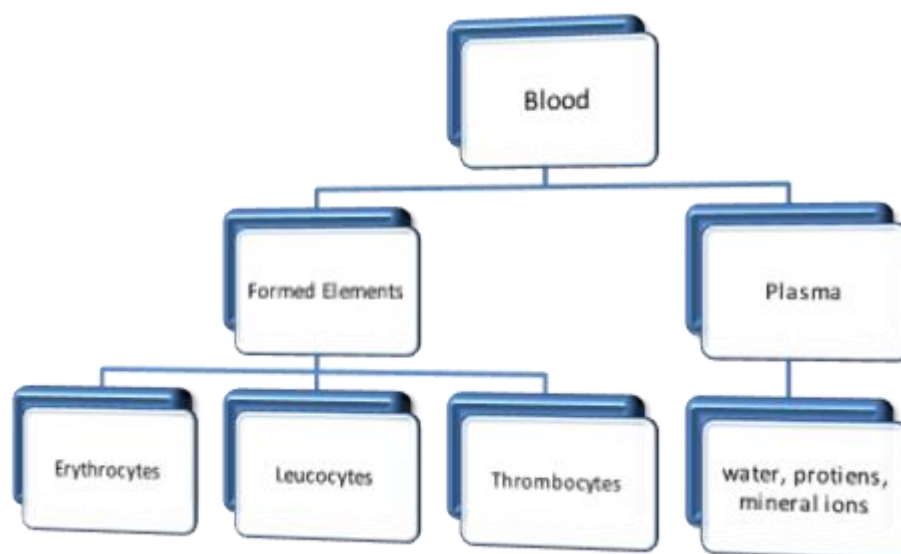 Blood
Formed Elements
Plasma
Erythrocytes
Leucocytes
Thrombocytes
water, protiens,
mineral ions